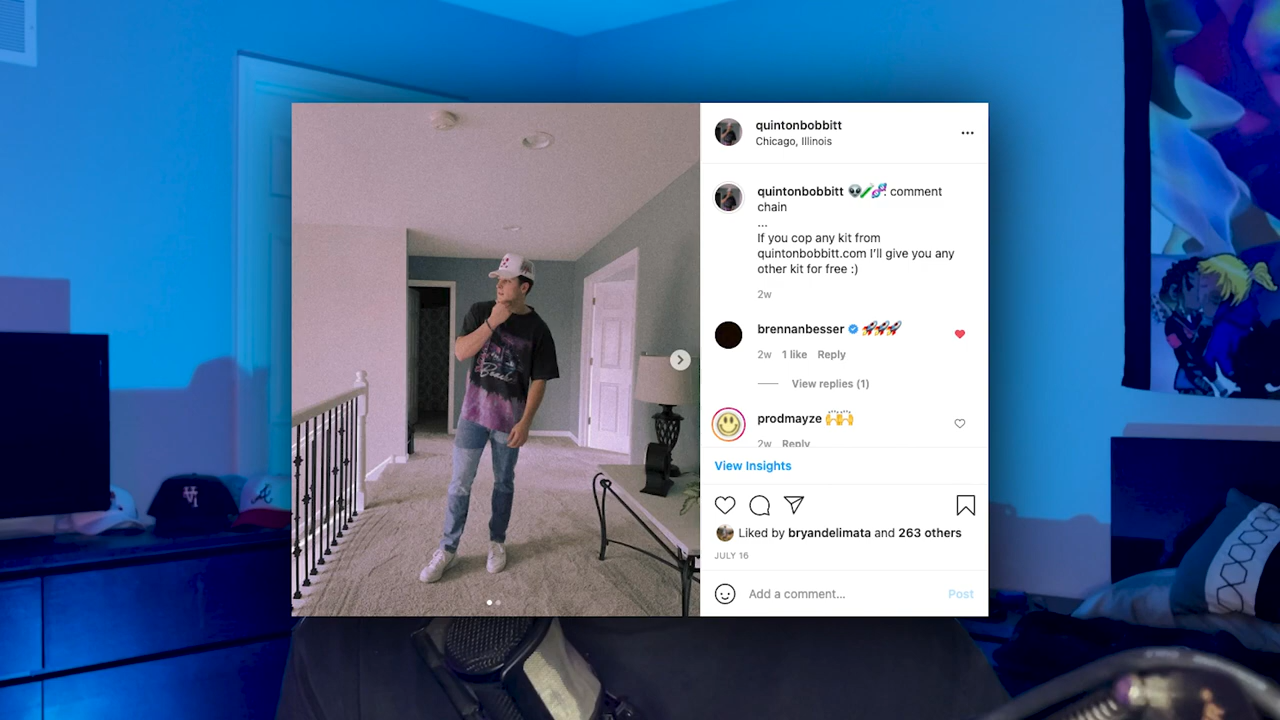 quintonbobbitt
Chicago, Illinois
quintonbobbitt 👽🧪🧬: comment
chain
...
If you cop any kit from
quintonbobbitt.com I'll give you any
other kit for free :)
2w
brennanbesser 🚀🚀🚀
2w 1 like Reply
View replies (1)
prodmayze 🙌🙌
2w Reply
View Insights
Liked by bryandelimata and 263 others
JULY 16
Add a comment... Post
Beach